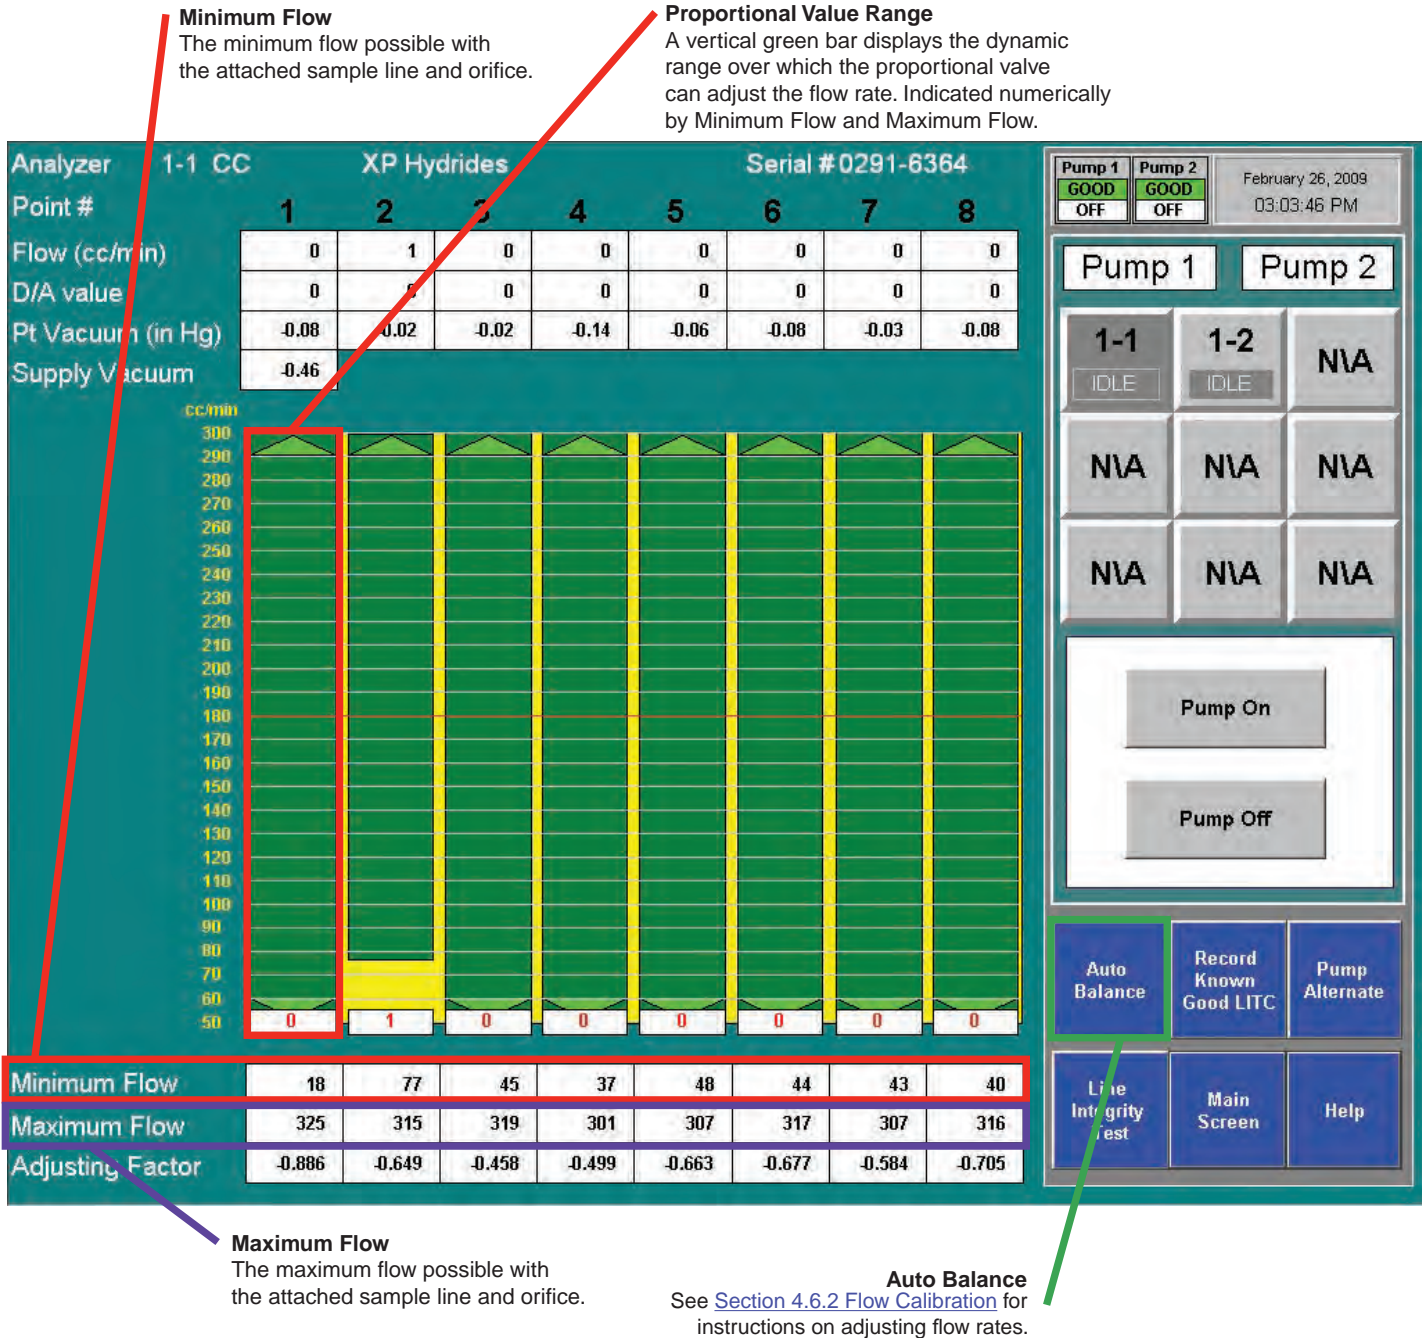 Minimum Flow
The minimum flow possible with
the attached sample line and orifice.
Proportional Value Range
A vertical green bar displays the dynamic
range over which the proportional valve
can adjust the flow rate. Indicated numerically
by Minimum Flow and Maximum Flow.
Analyzer 1-1 CC XP Hydrides Serial # 0291-6364
Point # 1 2 3 4 5 6 7 8
Flow (cc/min) 0 1 0 0 0 0 0 0
D/A value 0 0 0 0 0 0 0 0
Pt Vacuum (in Hg) -0.08 -0.02 -0.02 -0.14 -0.06 -0.08 -0.03 -0.08
Supply Vacuum -0.46
cc/min
300
290
280
270
260
250
240
230
220
210
200
190
180
170
160
150
140
130
120
110
100
90
80
70
60
50 0 1 0 0 0 0 0 0
Minimum Flow 18 77 45 37 48 44 43 40
Maximum Flow 325 315 319 301 307 317 307 316
Adjusting Factor -0.886 -0.649 -0.458 -0.499 -0.663 -0.677 -0.584 -0.705
Pump 1 Pump 2
GOOD GOOD
OFF OFF
February 26, 2009
03:03:46 PM
Pump 1 Pump 2
1-1 1-2 N\A
IDLE IDLE
N\A N\A N\A
N\A N\A N\A
Pump On
Pump Off
Auto
Balance
Record
Known
Good LITC
Pump
Alternate
Line
Integrity
Test
Main
Screen
Help
Maximum Flow
The maximum flow possible with
the attached sample line and orifice.
Auto Balance
See Section 4.6.2 Flow Calibration for
instructions on adjusting flow rates.